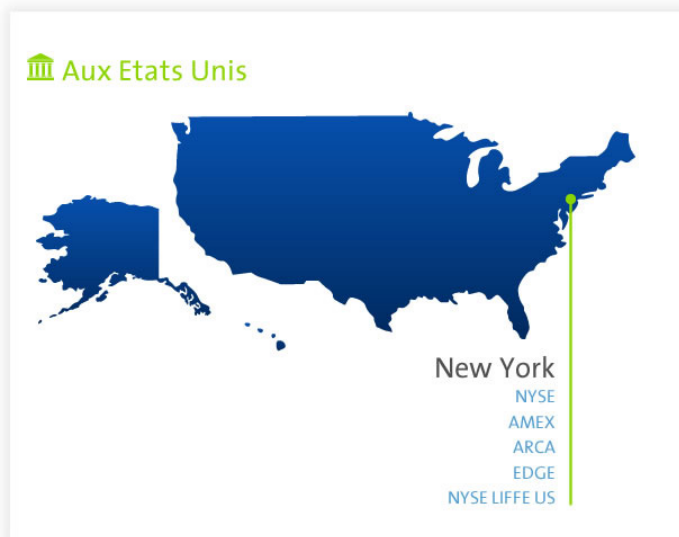 Aux Etats Unis
New York
NYSE
AMEX
ARCA
EDGE
NYSE LIFFE US